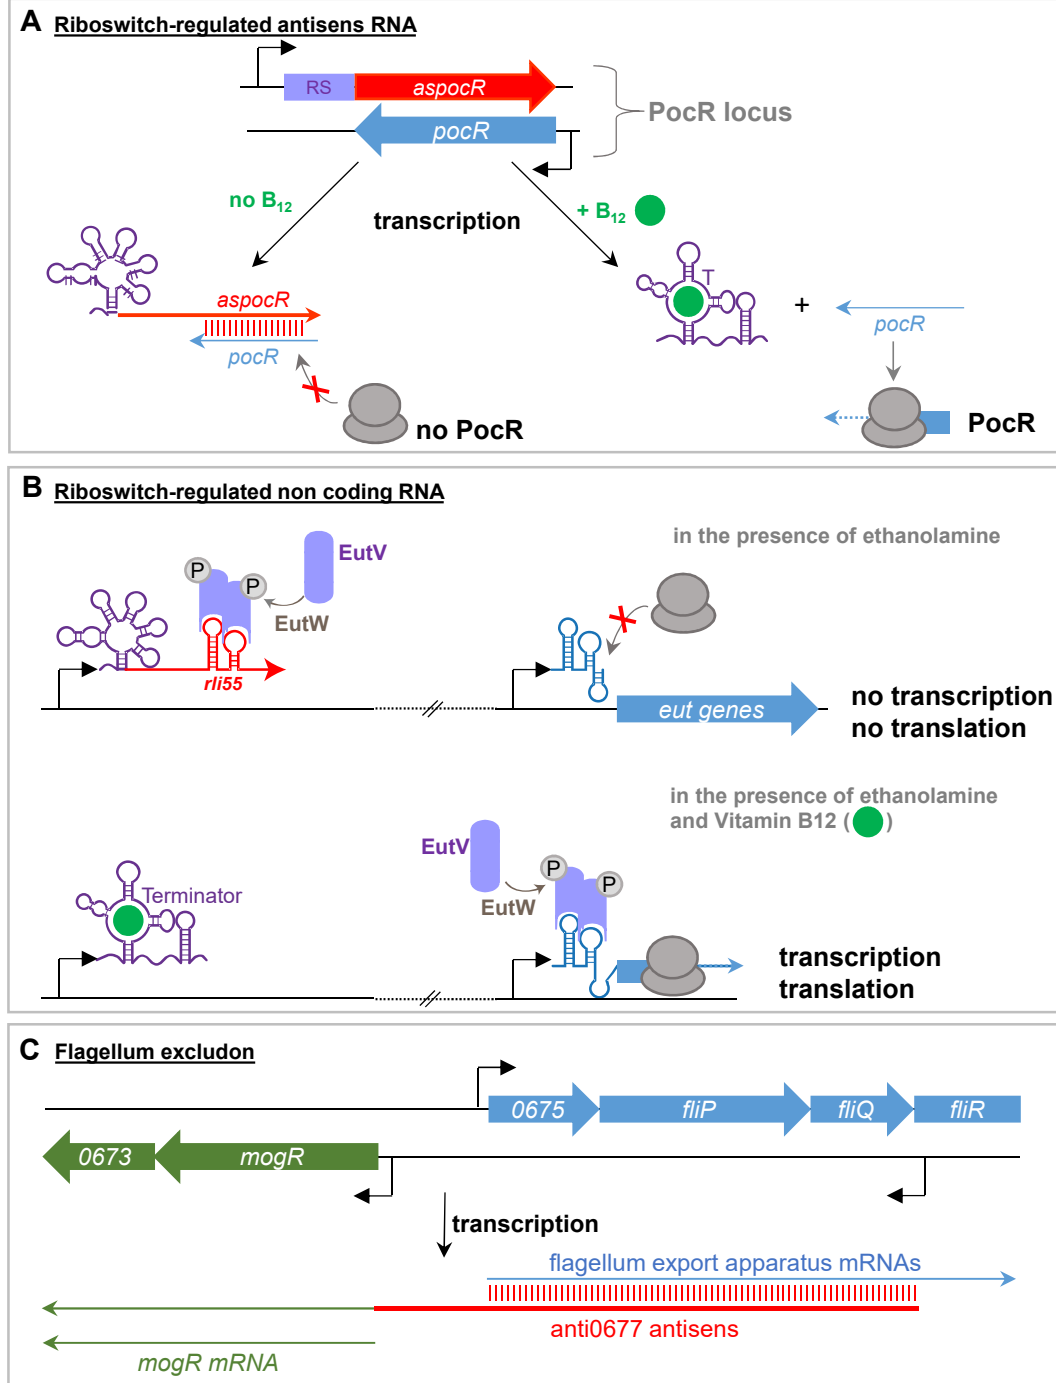 A Riboswitch-regulated antisens RNA
RS
aspocR
PocR locus
pocR
no B12
transcription
+ B12
aspocR
pocR
no PocR
T
+
pocR
PocR
B Riboswitch-regulated non coding RNA
in the presence of ethanolamine
P
P
EutV
EutW
rli55
eut genes
no transcription
no translation
in the presence of ethanolamine
and Vitamin B12 ( )
EutV
P
P
EutW
Terminator
transcription
translation
C Flagellum excludon
0675
fliP
fliQ
fliR
0673
mogR
transcription
flagellum export apparatus mRNAs
anti0677 antisens
mogR mRNA